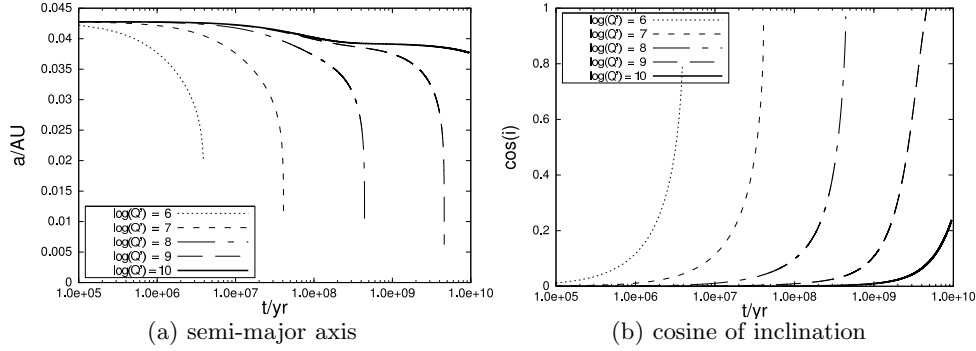 0.045
0.04
0.035
0.03
0.025
0.02
0.015
0.01
0.005
0
a/AU
log(Q') = 6
log(Q') = 7
log(Q') = 8
log(Q') = 9
log(Q') = 10
1.0e+05 1.0e+06 1.0e+07 1.0e+08 1.0e+09 1.0e+10
t/yr
(a) semi-major axis
1
0.8
0.6
0.4
0.2
0
cos(i)
log(Q') = 6
log(Q') = 7
log(Q') = 8
log(Q') = 9
log(Q') = 10
1.0e+05 1.0e+06 1.0e+07 1.0e+08 1.0e+09 1.0e+10
t/yr
(b) cosine of inclination